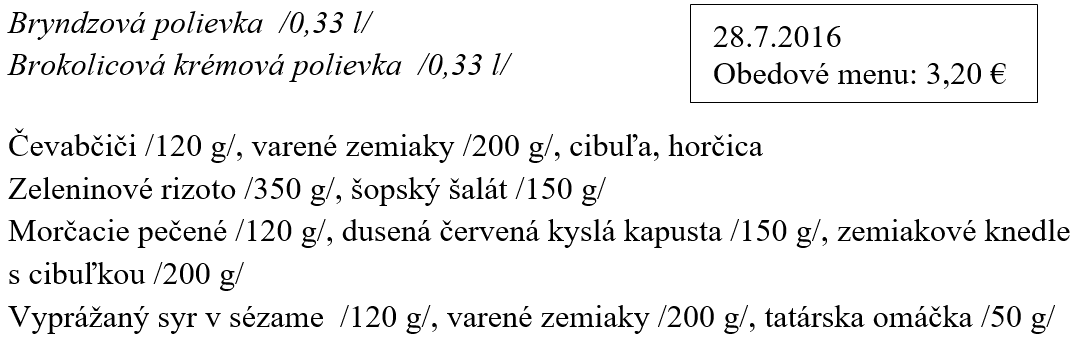 Bryndzová polievka  /0,33 l/
Brokolicová krémová polievka  /0,33 l/
28.7.2016
Obedové menu: 3,20 €
Čevabčiči /120 g/, varené zemiaky /200 g/, cibuľa, horčica
Zeleninové rizoto /350 g/, šopský šalát /150 g/
Morčacie pečené /120 g/, dusená červená kyslá kapusta /150 g/, zemiakové knedle
s cibuľkou /200 g/
Vyprážaný syr v sézame  /120 g/, varené zemiaky /200 g/, tatárska omáčka /50 g/